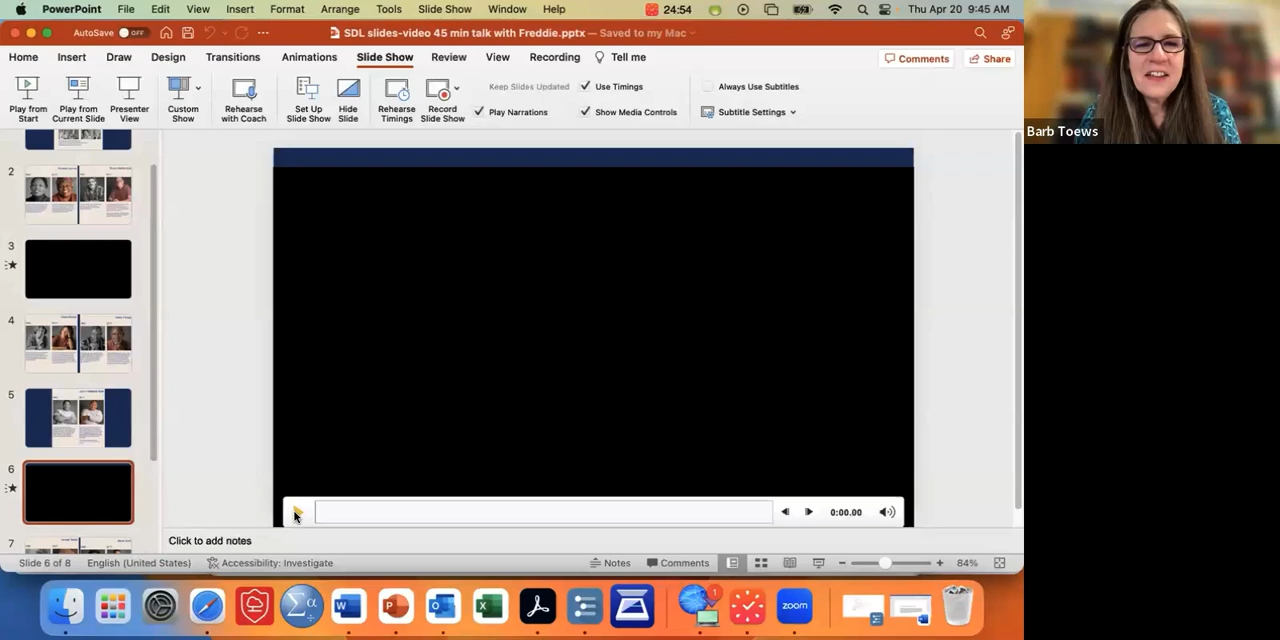 PowerPoint File Edit View Insert Format Arrange Tools Slide Show Window Help 24:54 Thu Apr 20 9:45 AM
AutoSave OFF SDL slides-video 45 min talk with Freddie.pptx — Saved to my Mac
Home Insert Draw Design Transitions Animations Slide Show Review View Recording Tell me Comments Share
Play from Start
Play from Current Slide
Presenter View
Custom Show
Rehearse with Coach
Set Up Slide Show
Hide Slide
Rehearse Timings
Record Slide Show
Keep Slides Updated
Use Timings
Play Narrations
Show Media Controls
Always Use Subtitles
Subtitle Settings
Barb Toews
2
3
4
5
6
7
0:00.00
Click to add notes
Slide 6 of 8 English (United States) Accessibility: Investigate Notes Comments 84%
Σα
W
P
O
X
1
zoom